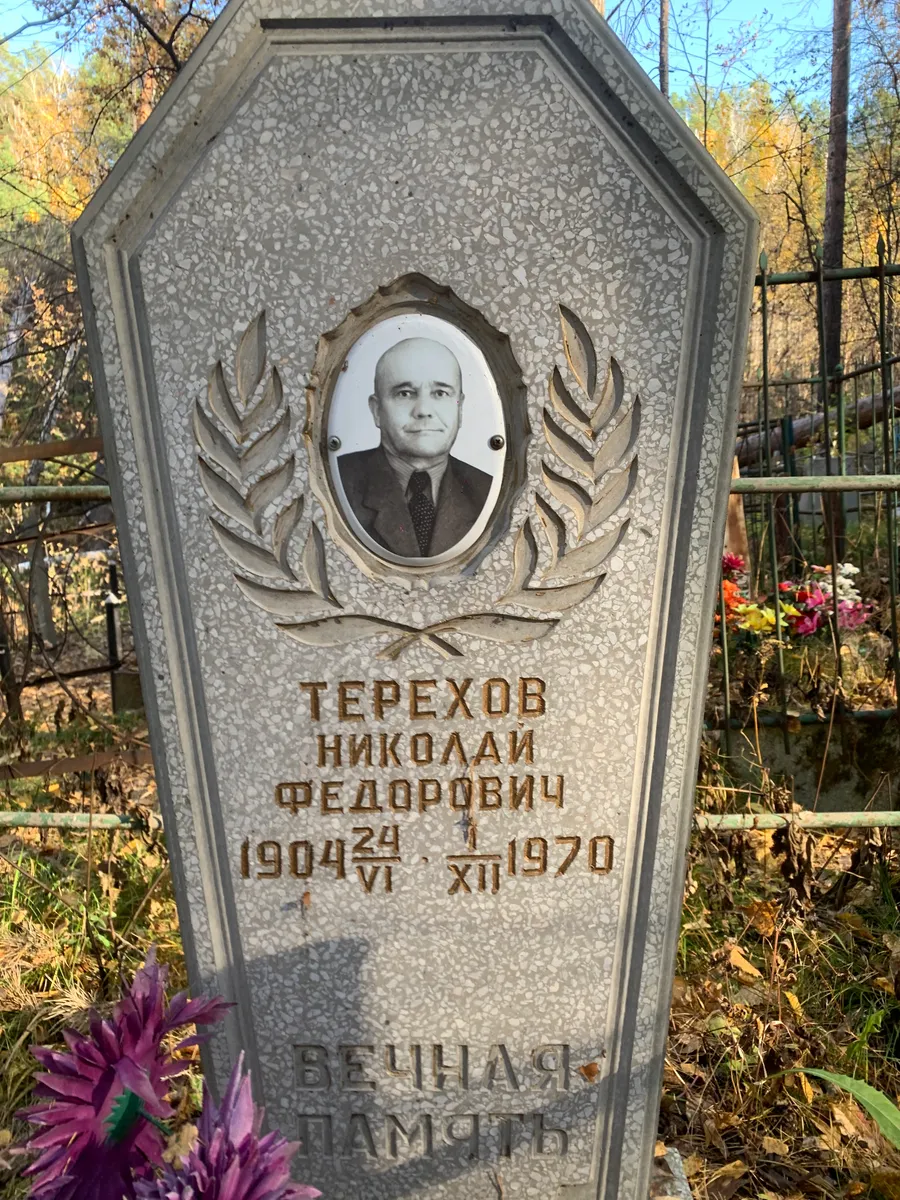 ТЕРЕХОВ
НИКОЛАЙ
ФЕДОРОВИЧ
1904 24/VI · 1/XII 1970
ВЕЧНАЯ
ПАМЯТЬ